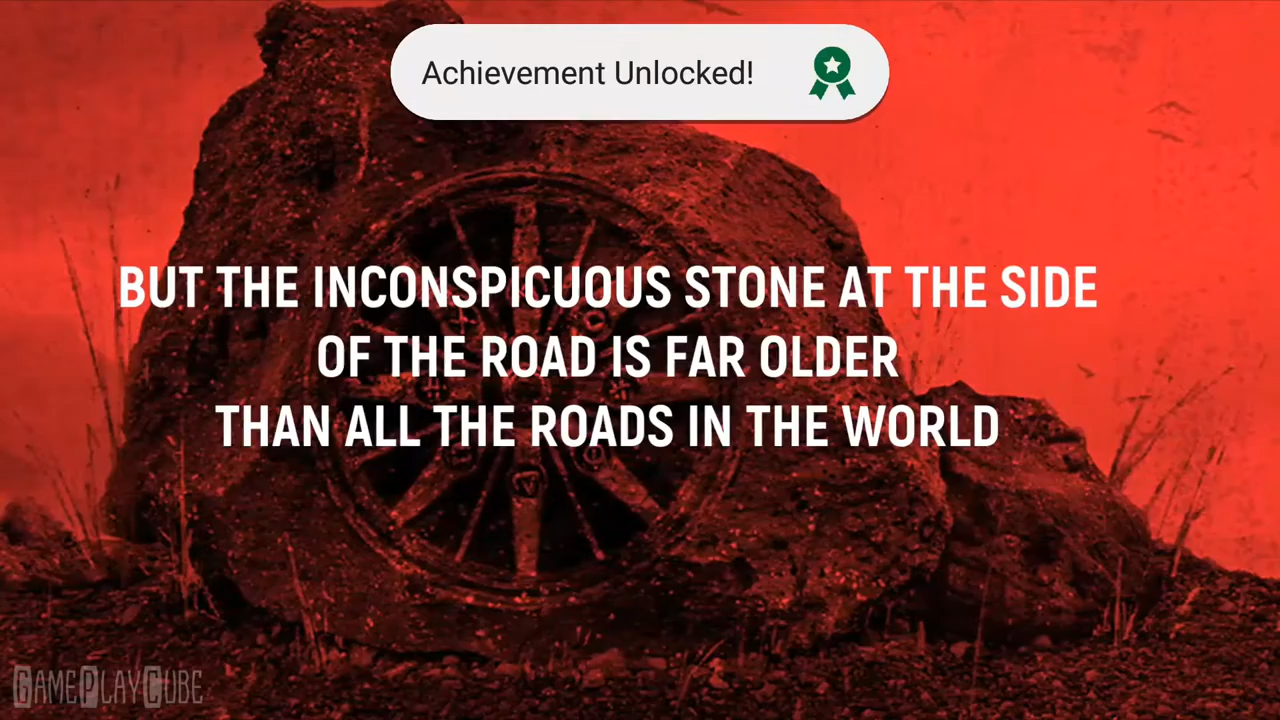 Achievement Unlocked!
BUT THE INCONSPICUOUS STONE AT THE SIDE
OF THE ROAD IS FAR OLDER
THAN ALL THE ROADS IN THE WORLD
GAMEPLAYCUBE